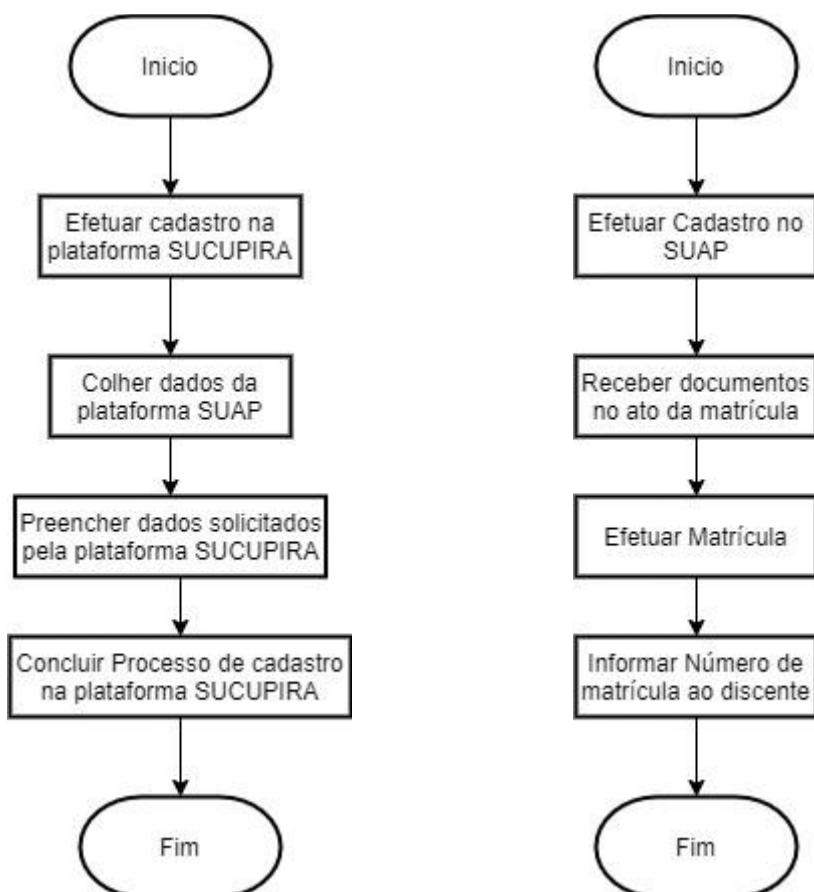 Inicio
Efetuar cadastro na
plataforma SUCUPIRA
Colher dados da
plataforma SUAP
Preencher dados solicitados
pela plataforma SUCUPIRA
Concluir Processo de cadastro
na plataforma SUCUPIRA
Fim
Inicio
Efetuar Cadastro no
SUAP
Receber documentos
no ato da matrícula
Efetuar Matrícula
Informar Número de
matrícula ao discente
Fim